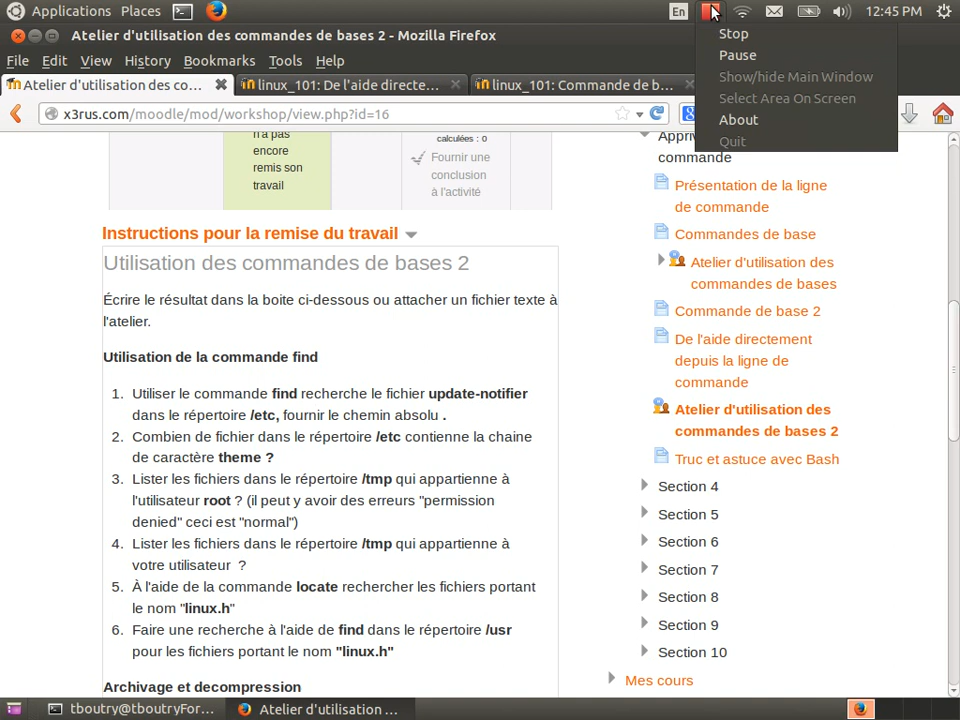 Applications Places En 12:45 PM
Atelier d'utilisation des commandes de bases 2 - Mozilla Firefox
Stop
File Edit View History Bookmarks Tools Help
Pause
Show/hide Main Window
Atelier d'utilisation des co... linux_101: De l'aide directe... linux_101: Commande de b...
Select Area On Screen
x3rus.com/moodle/mod/workshop/view.php?id=16
About
Quit
n'a pas
encore
remis son
travail
calculées : 0
Fournir une
conclusion
à l'activité
commande
Présentation de la ligne
de commande
Commandes de base
Atelier d'utilisation des
commandes de bases
Commande de base 2
De l'aide directement
depuis la ligne de
commande
Atelier d'utilisation des
commandes de bases 2
Truc et astuce avec Bash
Section 4
Section 5
Section 6
Section 7
Section 8
Section 9
Section 10
Mes cours
Instructions pour la remise du travail
Utilisation des commandes de bases 2
Écrire le résultat dans la boite ci-dessous ou attacher un fichier texte à
l'atelier.
Utilisation de la commande find
1. Utiliser le commande find recherche le fichier update-notifier
dans le répertoire /etc, fournir le chemin absolu .
2. Combien de fichier dans le répertoire /etc contienne la chaine
de caractère theme ?
3. Lister les fichiers dans le répertoire /tmp qui appartienne à
l'utilisateur root ? (il peut y avoir des erreurs "permission
denied" ceci est "normal")
4. Lister les fichiers dans le répertoire /tmp qui appartienne à
votre utilisateur ?
5. À l'aide de la commande locate rechercher les fichiers portant
le nom "linux.h"
6. Faire une recherche à l'aide de find dans le répertoire /usr
pour les fichiers portant le nom "linux.h"
Archivage et decompression
tboutry@tboutryFor... Atelier d'utilisation ...